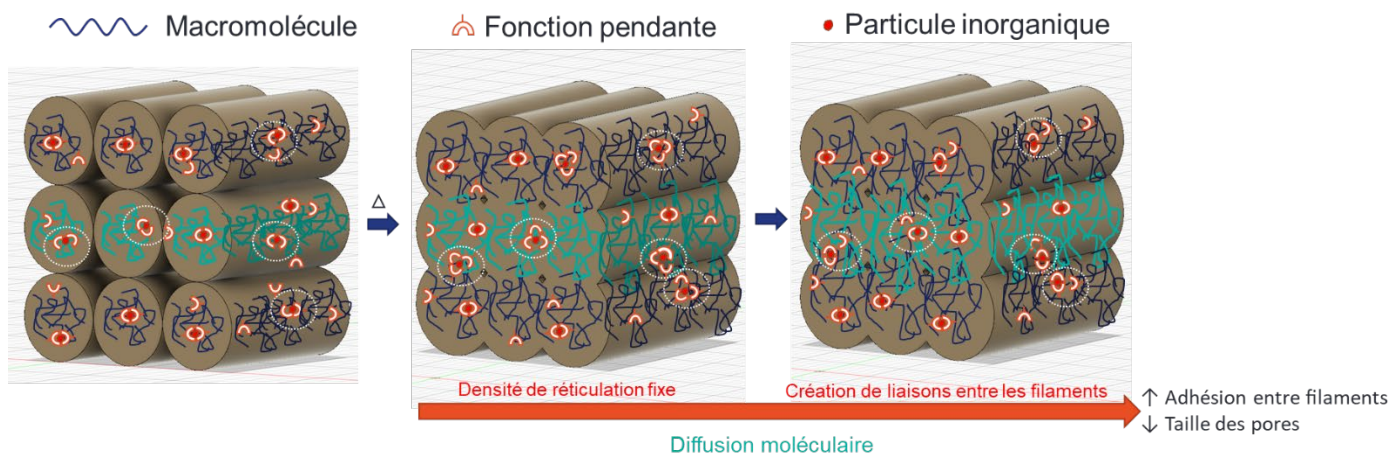 Macromolécule
Fonction pendante
Particule inorganique
△
Densité de réticulation fixe
Création de liaisons entre les filaments
↑ Adhésion entre filaments
↓ Taille des pores
Diffusion moléculaire